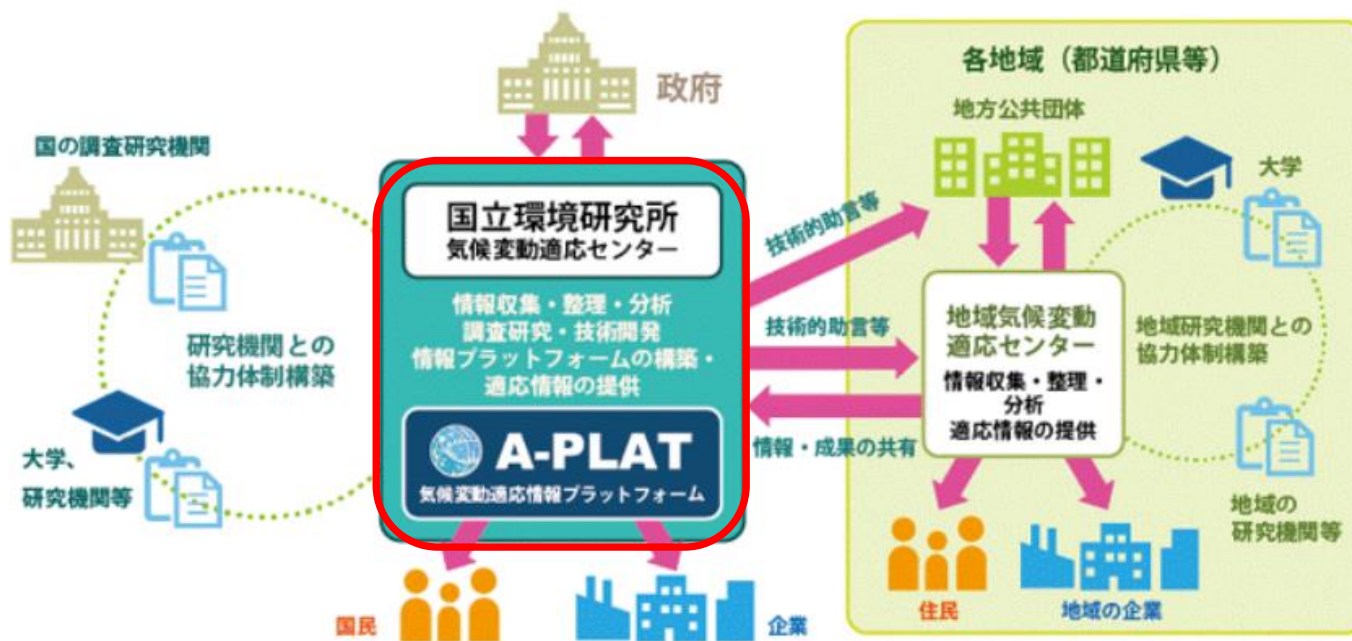 政府
国の調査研究機関
研究機関との
協力体制構築
大学、
研究機関等
国立環境研究所
気候変動適応センター
情報収集・整理・分析
調査研究・技術開発
情報プラットフォームの構築・
適応情報の提供
A-PLAT
気候変動適応情報プラットフォーム
国民
企業
技術的助言等
技術的助言等
情報・成果の共有
各地域（都道府県等）
地方公共団体
大学
地域気候変動
適応センター
情報収集・整理・
分析
適応情報の提供
地域研究機関との
協力体制構築
地域の
研究機関等
住民
地域の企業